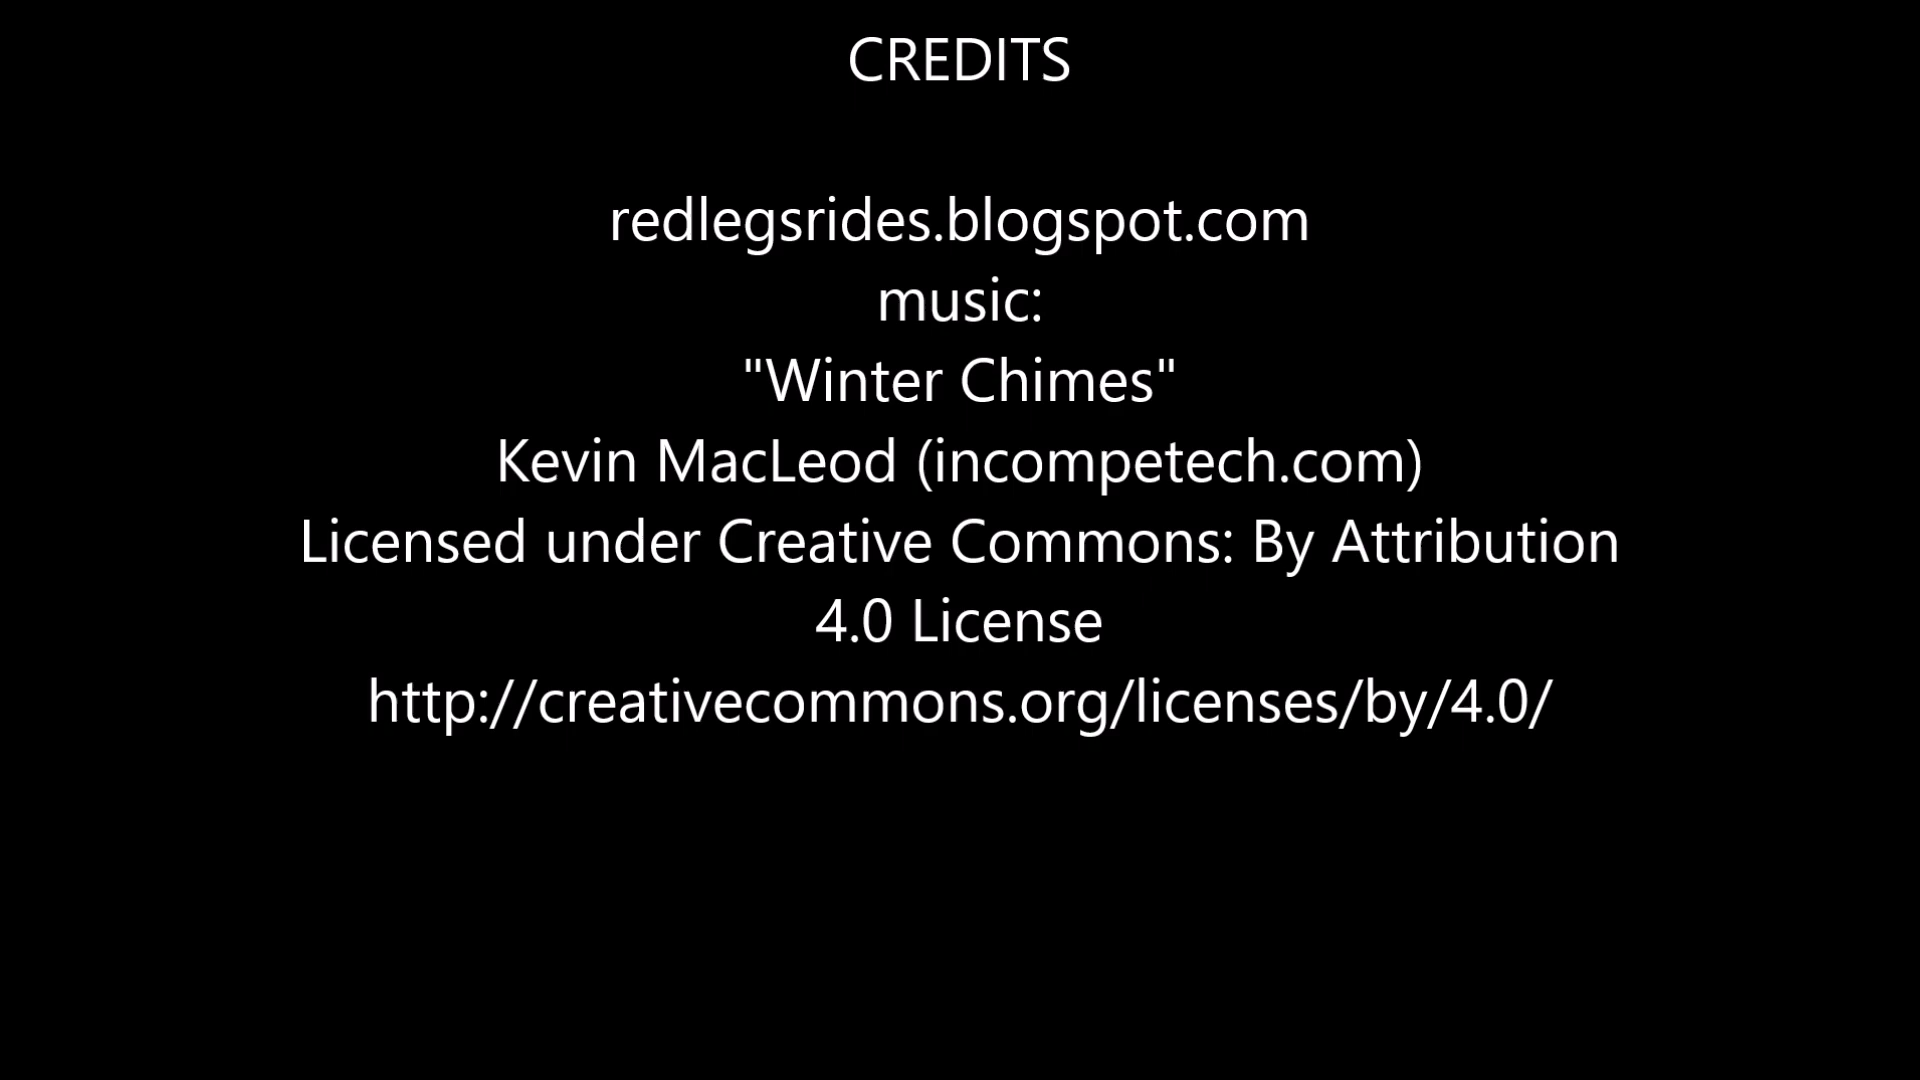 CREDITS
redlegsrides.blogspot.com
music:
"Winter Chimes"
Kevin MacLeod (incompetech.com)
Licensed under Creative Commons: By Attribution
4.0 License
http://creativecommons.org/licenses/by/4.0/